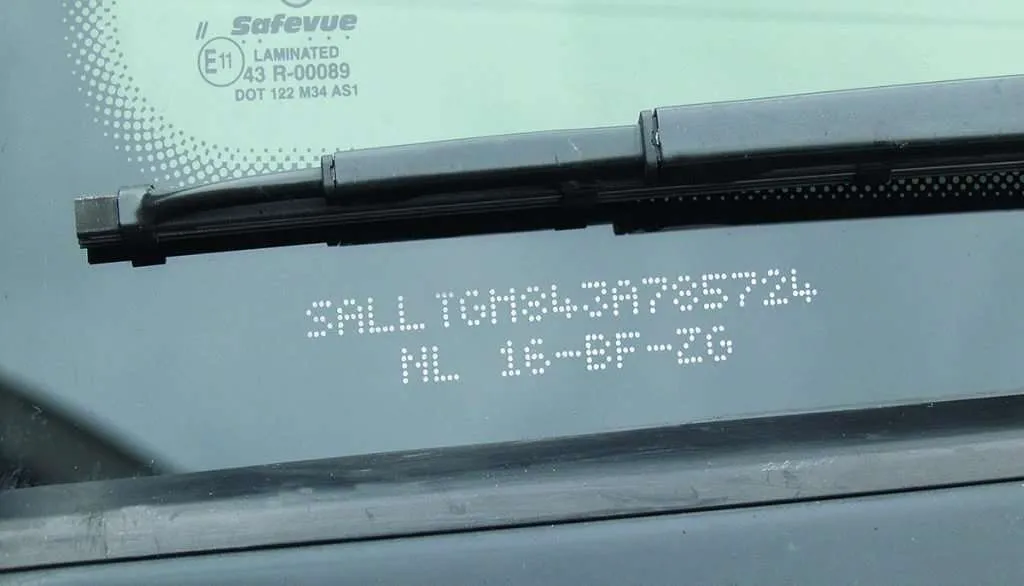 // Safevue
E11
LAMINATED
43 R-00089
DOT 122 M34 AS1
SALLTGM843A785724
NL 16-BF-ZG